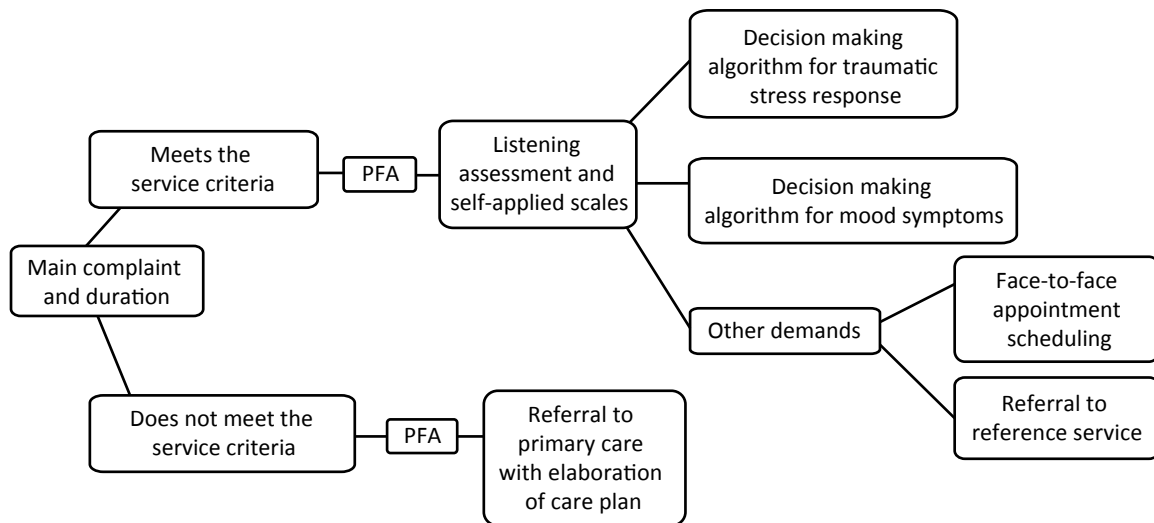 Decision making
algorithm for traumatic
stress response
Meets the
service criteria
PFA
Listening
assessment and
self-applied scales
Decision making
algorithm for mood symptoms
Main complaint
and duration
Other demands
Face-to-face
appointment
scheduling
Referral to
reference service
Does not meet the
service criteria
PFA
Referral to
primary care
with elaboration
of care plan